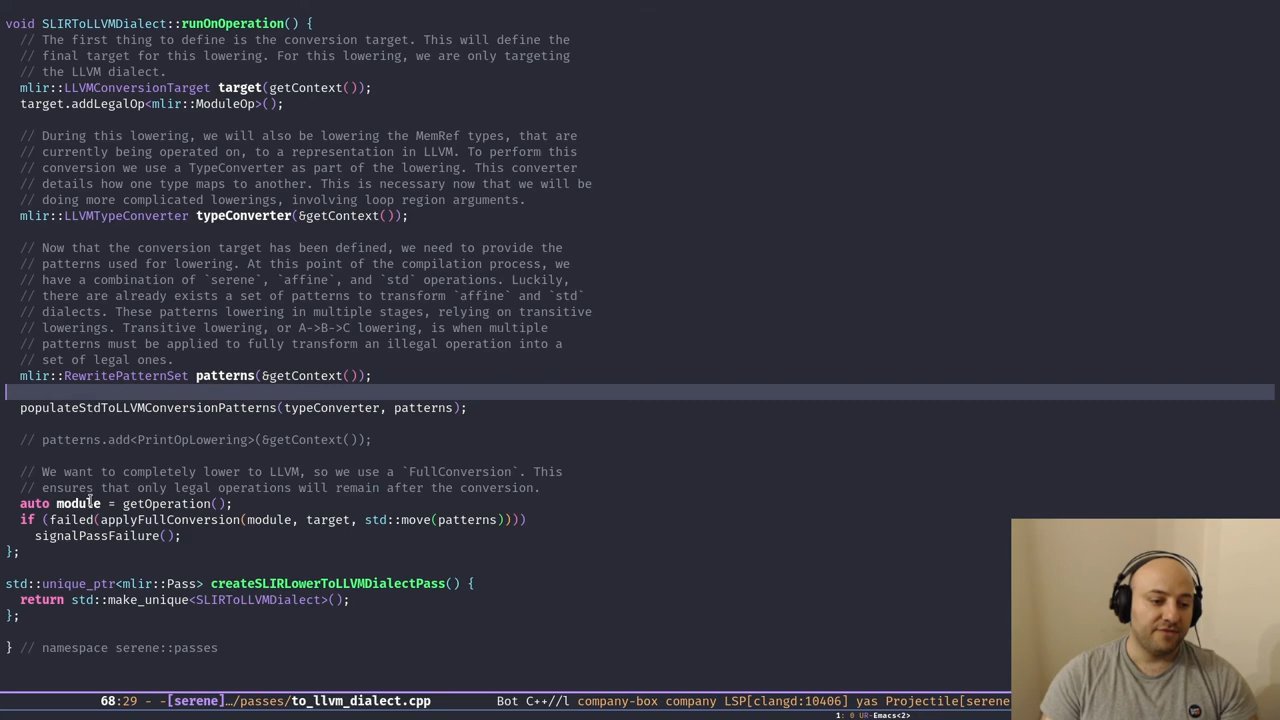 void SLIRToLLVMDialect::runOnOperation() {
// The first thing to define is the conversion target. This will define the
// final target for this lowering. For this lowering, we are only targeting
// the LLVM dialect.
mlir::LLVMConversionTarget target(getContext());
target.addLegalOp<mlir::ModuleOp>();
// During this lowering, we will also be lowering the MemRef types, that are
// currently being operated on, to a representation in LLVM. To perform this
// conversion we use a TypeConverter as part of the lowering. This converter
// details how one type maps to another. This is necessary now that we will be
// doing more complicated lowerings, involving loop region arguments.
mlir::LLVMTypeConverter typeConverter(&getContext());
// Now that the conversion target has been defined, we need to provide the
// patterns used for lowering. At this point of the compilation process, we
// have a combination of `serene`, `affine`, and `std` operations. Luckily,
// there are already exists a set of patterns to transform `affine` and `std`
// dialects. These patterns lowering in multiple stages, relying on transitive
// lowerings. Transitive lowering, or A->B->C lowering, is when multiple
// patterns must be applied to fully transform an illegal operation into a
// set of legal ones.
mlir::RewritePatternSet patterns(&getContext());
populateStdToLLVMConversionPatterns(typeConverter, patterns);
// patterns.add<PrintOpLowering>(&getContext());
// We want to completely lower to LLVM, so we use a `FullConversion`. This
// ensures that only legal operations will remain after the conversion.
auto module = getOperation();
if (failed(applyFullConversion(module, target, std::move(patterns))))
signalPassFailure();
};
std::unique_ptr<mlir::Pass> createSLIRLowerToLLVMDialectPass() {
return std::make_unique<SLIRToLLVMDialect>();
};
} // namespace serene::passes
68:29 - -[serene]…/passes/to_llvm_dialect.cpp Bot C++//l company-box company LSP[clangd:10406] yas Projectile[serene
1: 0 UR-Emacs<2>